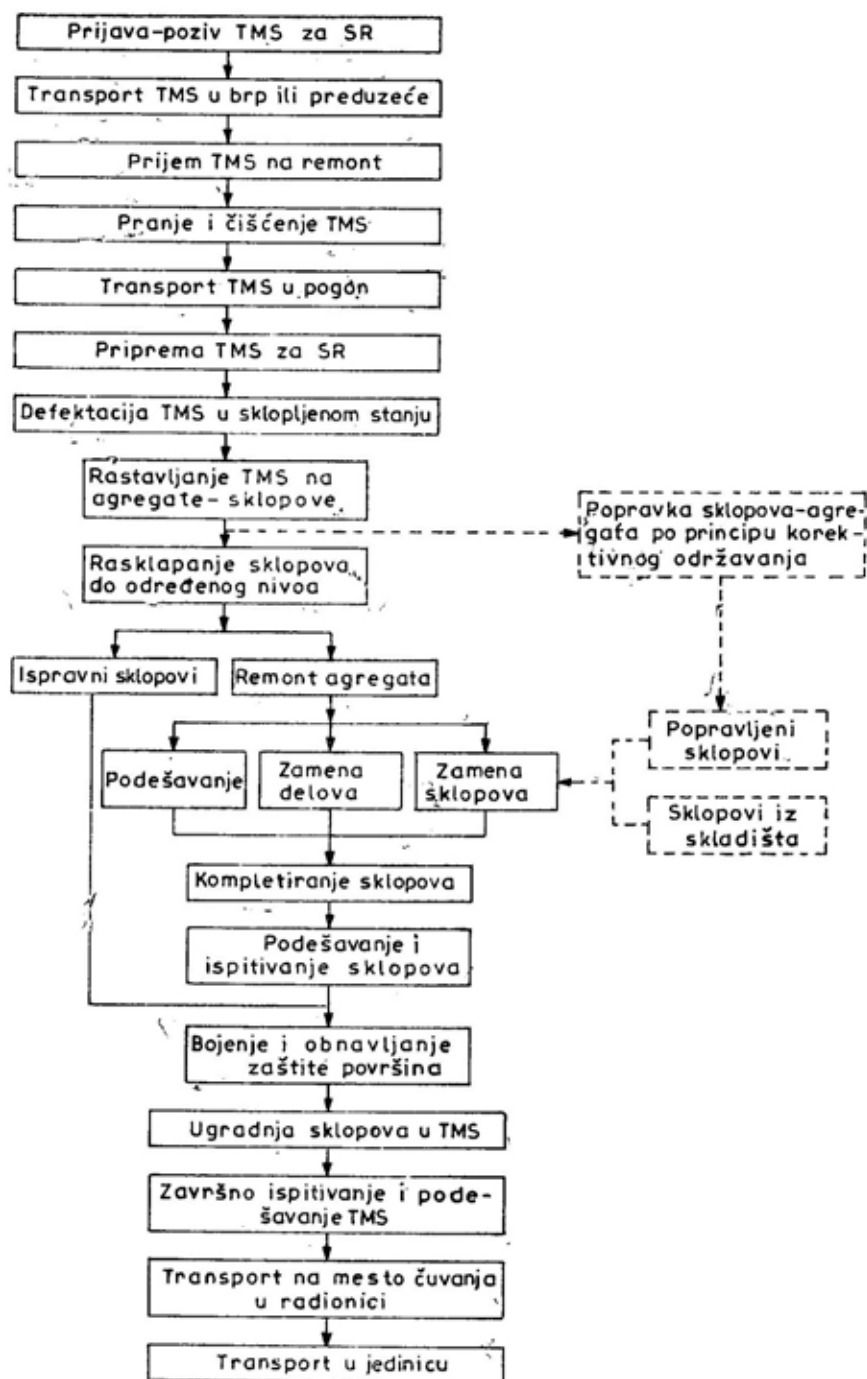 Prijava-poziv TMS za SR
Transport TMS u brp ili preduzeće
Prijem TMS na remont
Pranje i čišćenje TMS
Transport TMS u pogon
Priprema TMS za SR
Defektacija TMS u sklopljenom stanju
Rastavljanje TMS na
agregate-sklopove
Popravka sklopova-agre-
gata po principu korek-
tivnog održavanja
Rasklapanje sklopova
do određenog nivoa
Ispravni sklopovi
Remont agregata
Popravljeni
sklopovi
Podešavanje
Zamena
delova
Zamena
sklopova
Sklopovi iz
skladišta
Kompletiranje sklopova
Podešavanje i
ispitivanje sklopova
Bojenje i obnavljanje
zaštite površina
Ugradnja sklopova u TMS
Završno ispitivanje i pode-
šavanje TMS
Transport na mesto čuvanja
u radionici
Transport u jedinicu